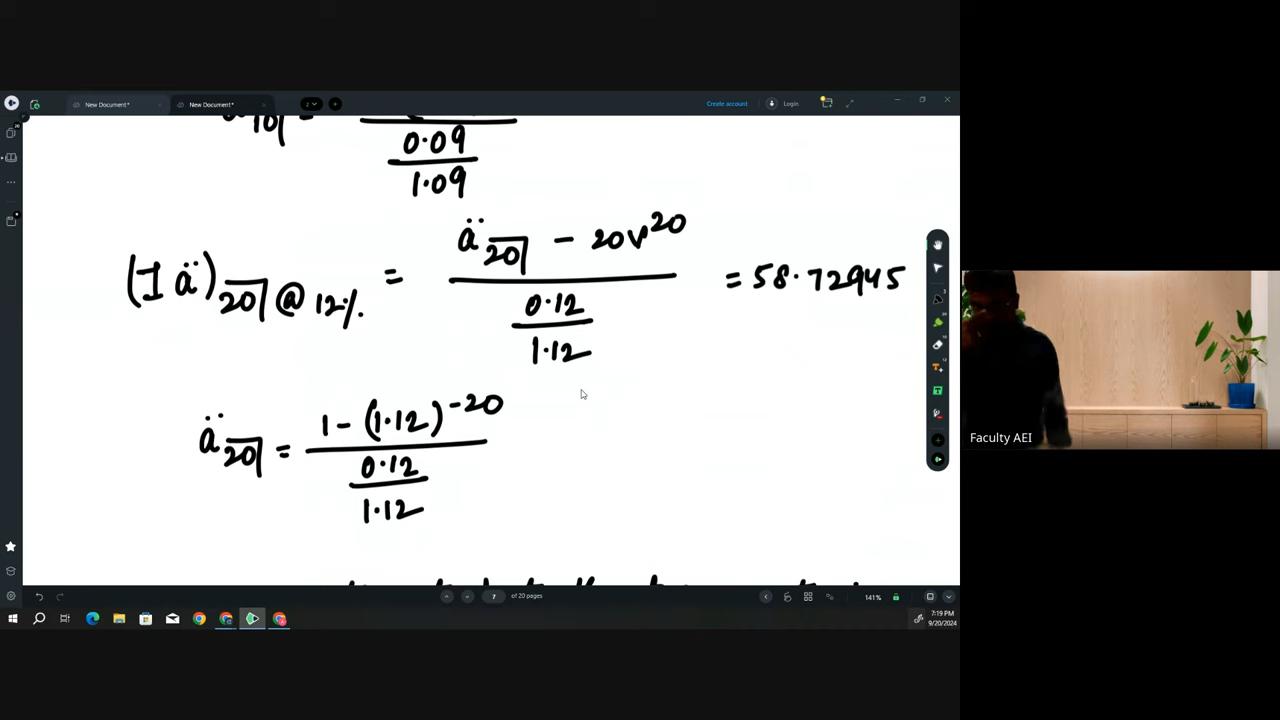 New Document*
New Document*
2
Create account
Login
0.09
1.09
(I ä)20| @ 12% = ä20| - 20v^20 = 58.72945
0.12
1.12
ä20| = 1 - (1.12)^-20
0.12
1.12
Faculty AEI
7 of 20 pages
141%
7:19 PM
9/20/2024